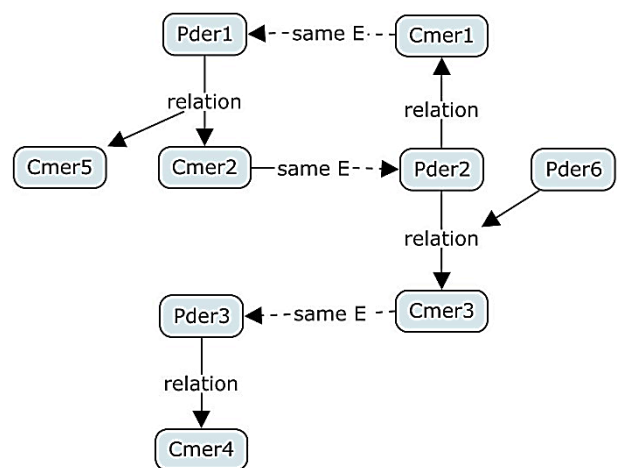 Pder1
same E
Cmer1
relation
relation
Cmer5
Cmer2
same E
Pder2
Pder6
relation
Pder3
same E
Cmer3
relation
Cmer4